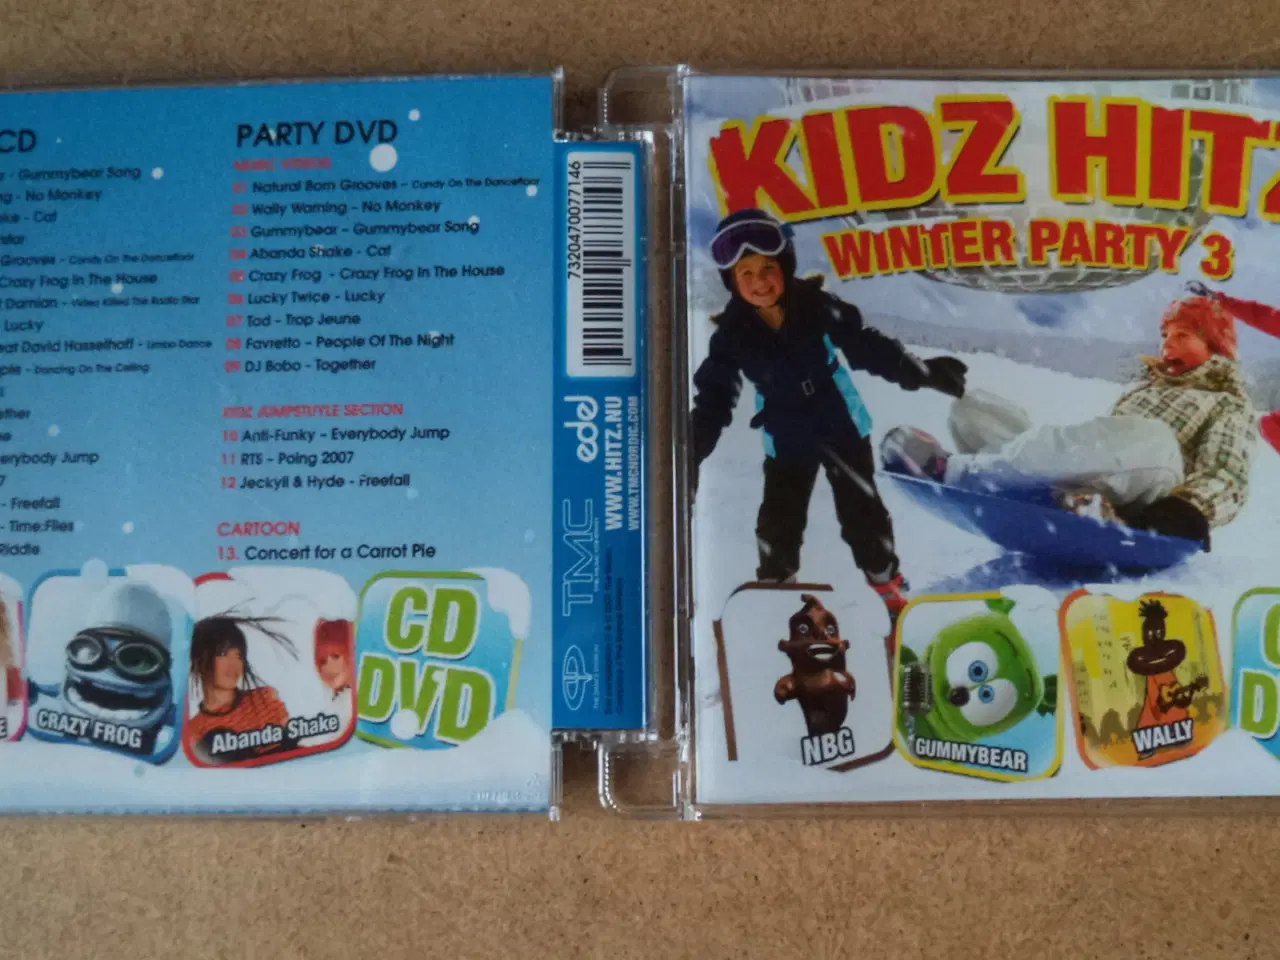 CD
- Gummybear Song
- No Monkey
- Cat
Grooves - Candy On The Dancefloor
Crazy Frog In The House
Damian - Video Killed The Radio Star
Lucky
David Hasselhoff - Limbo Dance
- Dancing On The Ceiling
Jump
- Freefall
- Time:Flies
Riddle
PARTY DVD
MUSIC VIDEOS
01 Natural Born Grooves - Candy On The Dancefloor
02 Wally Warning - No Monkey
03 Gummybear - Gummybear Song
04 Abanda Shake - Cat
05 Crazy Frog - Crazy Frog In The House
06 Lucky Twice - Lucky
07 Tad - Trop Jeune
08 Favretto - People Of The Night
09 DJ Bobo - Together
KIDZ JUMPSTLYLE SECTION
10 Anti-Funky - Everybody Jump
11 RTS - Poing 2007
12 Jeckyll & Hyde - Freefall
CARTOON
13. Concert for a Carrot Pie
CRAZY FROG
Abanda Shake
CD
DVD
7320470077146
edel
WWW.HITZ.NU
WWW.TMCNORDIC.COM
TMC
KIDZ HITZ
WINTER PARTY 3
NBG
GUMMYBEAR
WALLY